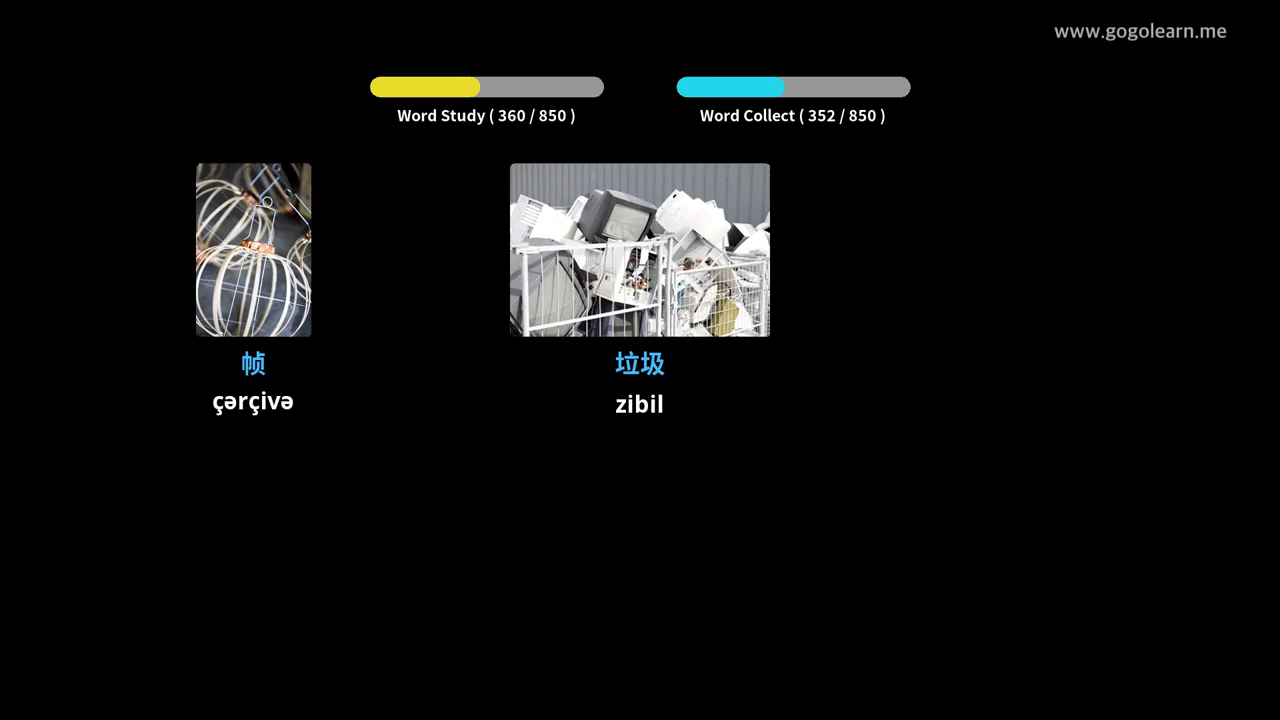 www.gogolearn.me
Word Study ( 360 / 850 )
Word Collect ( 352 / 850 )
帧
çərçivə
垃圾
zibil